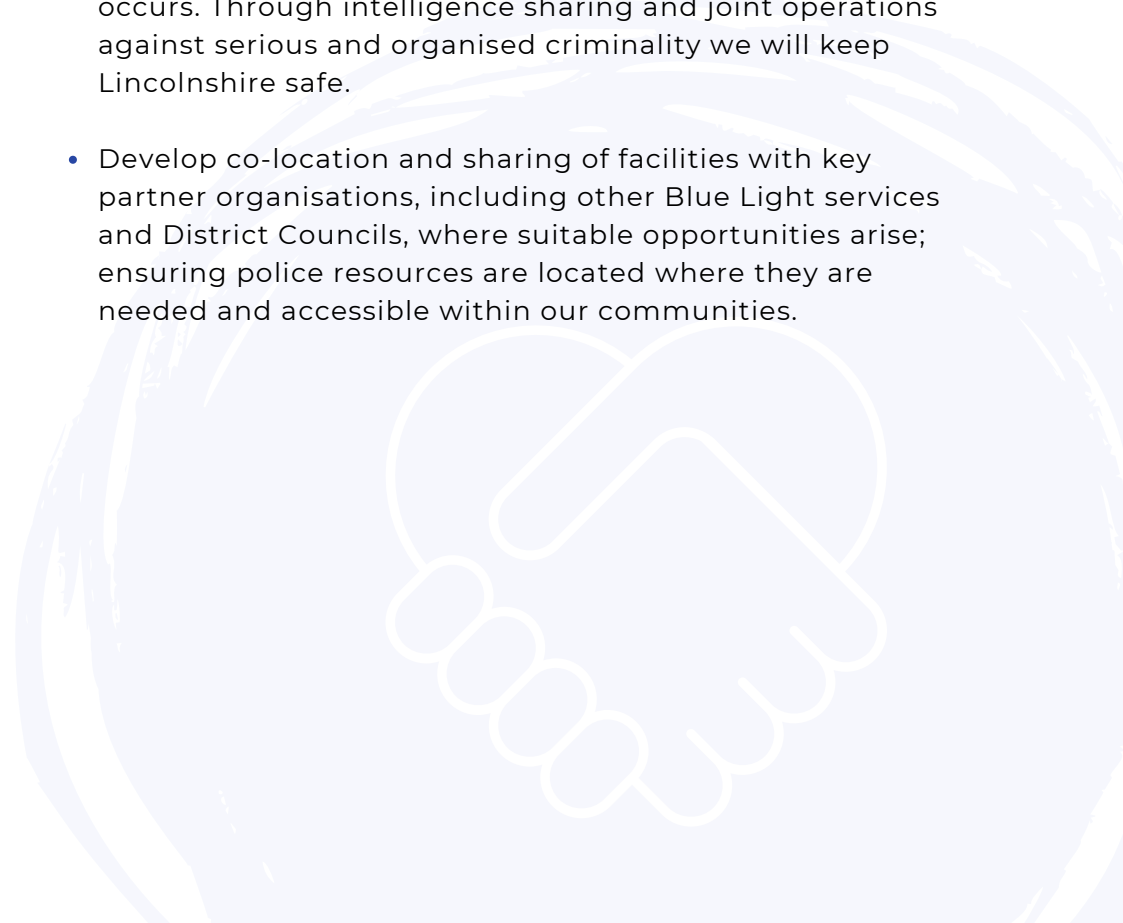 occurs. Through intelligence sharing and joint operations
against serious and organised criminality we will keep
Lincolnshire safe.
• Develop co-location and sharing of facilities with key
partner organisations, including other Blue Light services
and District Councils, where suitable opportunities arise;
ensuring police resources are located where they are
needed and accessible within our communities.